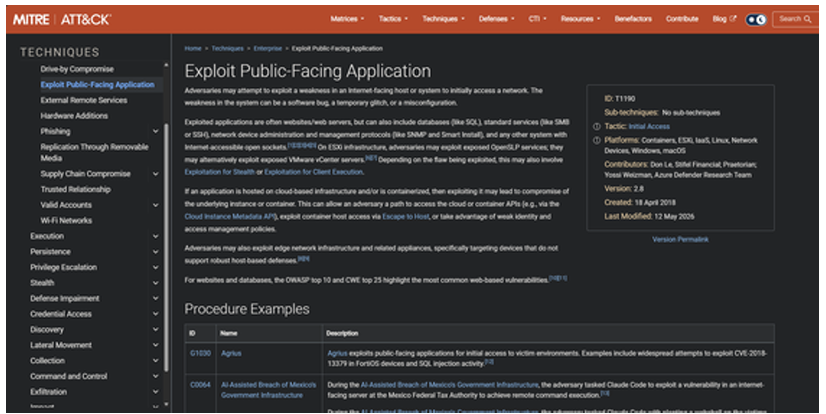 MITRE | ATT&CK®
Matrices Tactics Techniques Defenses CTI Resources Benefactors Contribute Blog Search
TECHNIQUES
Drive-by Compromise
Exploit Public-Facing Application
External Remote Services
Hardware Additions
Phishing
Replication Through Removable
Media
Supply Chain Compromise
Trusted Relationship
Valid Accounts
Wi-Fi Networks
Execution
Persistence
Privilege Escalation
Stealth
Defense Impairment
Credential Access
Discovery
Lateral Movement
Collection
Command and Control
Exfiltration
Home > Techniques > Enterprise > Exploit Public-Facing Application
Exploit Public-Facing Application
Adversaries may attempt to exploit a weakness in an Internet-facing host or system to initially access a network. The
weakness in the system can be a software bug, a temporary glitch, or a misconfiguration.
Exploited applications are often websites/web servers, but can also include databases (like SQL), standard services (like SMB
or SSH), network device administration and management protocols (like SNMP and Smart Install), and any other system with
Internet-accessible open sockets. On ESXi infrastructure, adversaries may exploit exposed OpenSLP services; they
may alternatively exploit exposed VMware vCenter servers. Depending on the flaw being exploited, this may also involve
Exploitation for Stealth or Exploitation for Client Execution.
If an application is hosted on cloud-based infrastructure and/or is containerized, then exploiting it may lead to compromise of
the underlying instance or container. This can allow an adversary a path to access the cloud or container APIs (e.g., via the
Cloud Instance Metadata API), exploit container host access via Escape to Host, or take advantage of weak identity and
access management policies.
Adversaries may also exploit edge network infrastructure and related appliances, specifically targeting devices that do not
support robust host-based defenses.[8][9]
For websites and databases, the OWASP top 10 and CWE top 25 highlight the most common web-based vulnerabilities.[10][11]
ID: T1190
Sub-techniques: No sub-techniques
Tactic: Initial Access
Platforms: Containers, ESXi, IaaS, Linux, Network
Devices, Windows, macOS
Contributors: Don Le, Stifel Financial; Praetorian;
Yossi Weizman, Azure Defender Research Team
Version: 2.8
Created: 18 April 2018
Last Modified: 12 May 2026
Version Permalink
Procedure Examples
ID Name Description
G1030 Agrius Agrius exploits public-facing applications for initial access to victim environments. Examples include widespread attempts to exploit CVE-2018-
13379 in FortiOS devices and SQL injection activity.[12]
C0064 AI-Assisted Breach of Mexico's During the AI-Assisted Breach of Mexico's Government Infrastructure, the adversary tasked Claude Code to exploit a vulnerability in an internet-
Government Infrastructure facing server at the Mexico Federal Tax Authority to achieve remote command execution.[13]